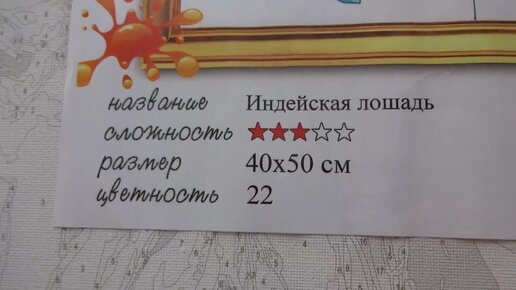 название Индейская лошадь
сложность ★★★☆☆
размер 40х50 см
цветность 22